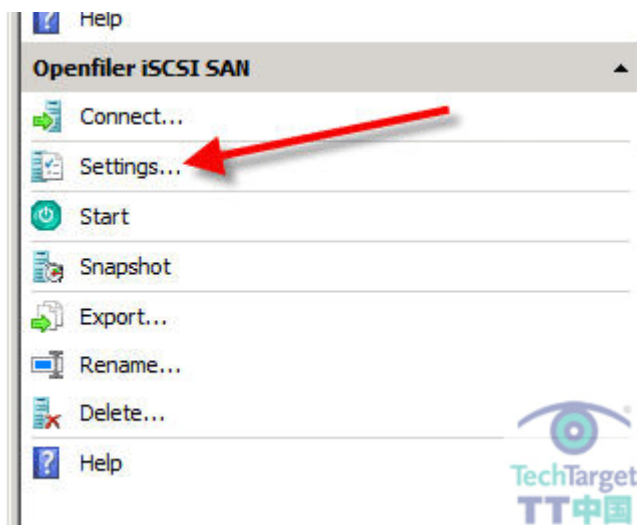 Help
Openfiler iSCSI SAN
Connect...
Settings...
Start
Snapshot
Export...
Rename...
Delete...
Help
TechTarget
TT中国